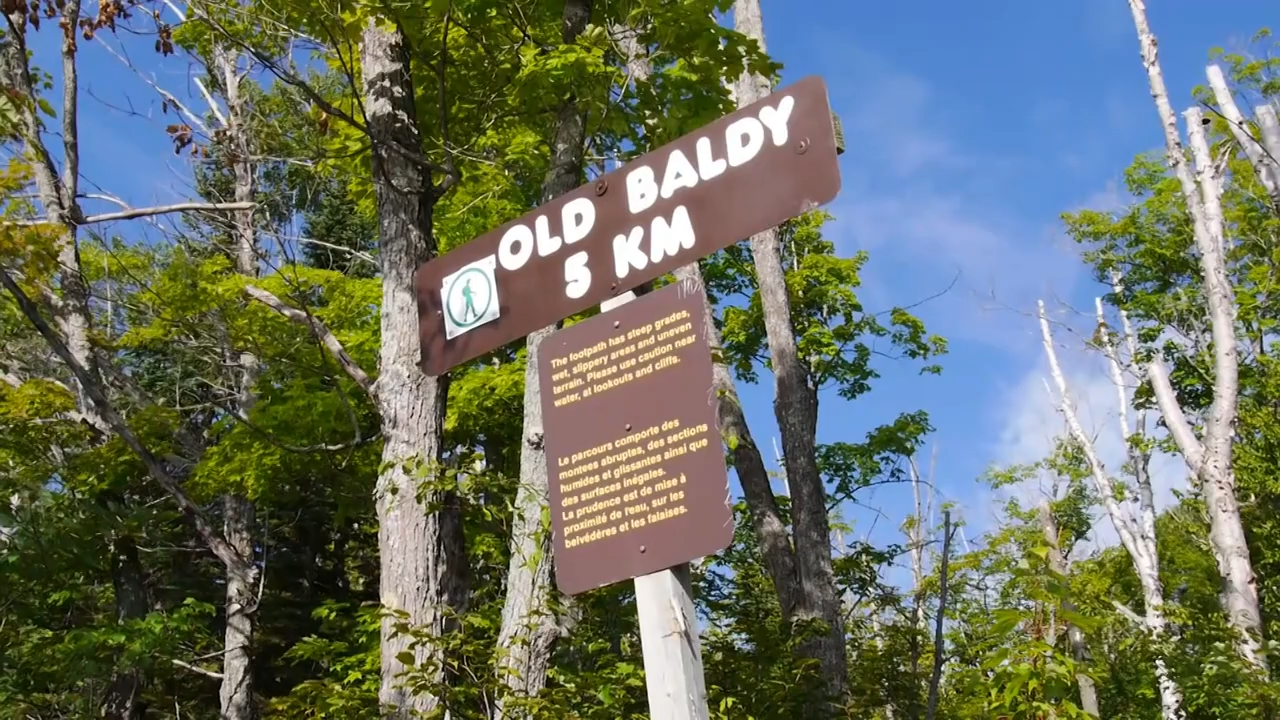 OLD BALDY
5 KM
The footpath has steep grades,
wet, slippery areas and uneven
terrain. Please use caution near
water, at lookouts and cliffs.
Le parcours comporte des
montees abruptes, des sections
humides et glissantes ainsi que
des surfaces inégales.
La prudence est de mise à
proximité de l'eau, sur les
belvédères et les falaises.